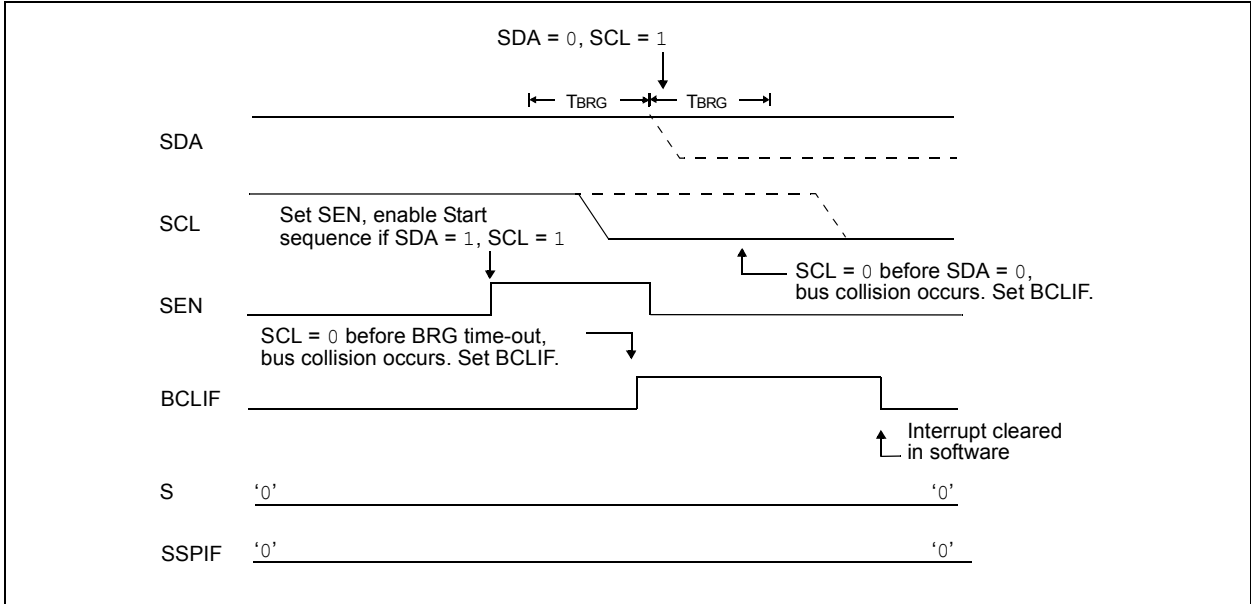 SDA = 0, SCL = 1
TBRG TBRG
SDA
SCL
Set SEN, enable Start
sequence if SDA = 1, SCL = 1
SCL = 0 before SDA = 0,
bus collision occurs. Set BCLIF.
SEN
SCL = 0 before BRG time-out,
bus collision occurs. Set BCLIF.
BCLIF
Interrupt cleared
in software
S ‘0’ ‘0’
SSPIF ‘0’ ‘0’